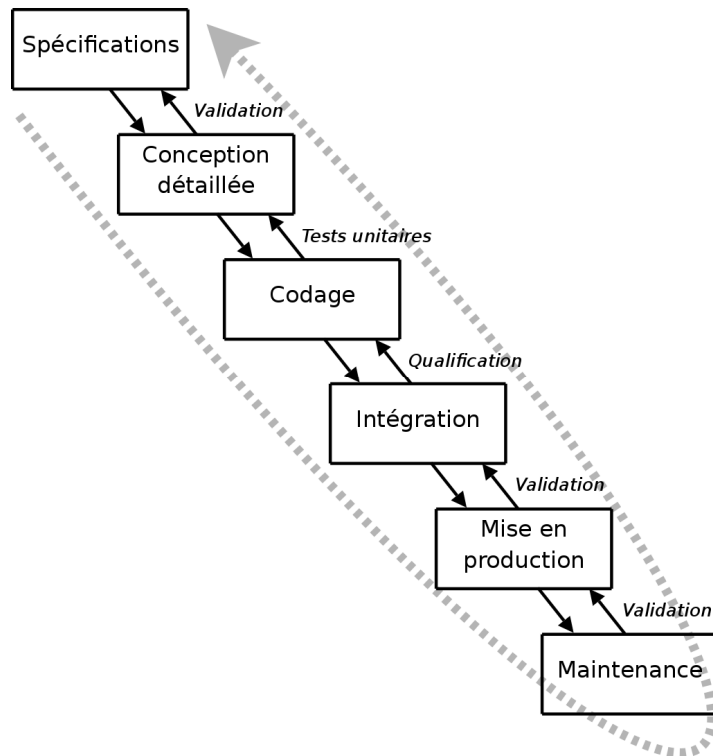 Spécifications
Validation
Conception
détaillée
Tests unitaires
Codage
Qualification
Intégration
Validation
Mise en
production
Validation
Maintenance